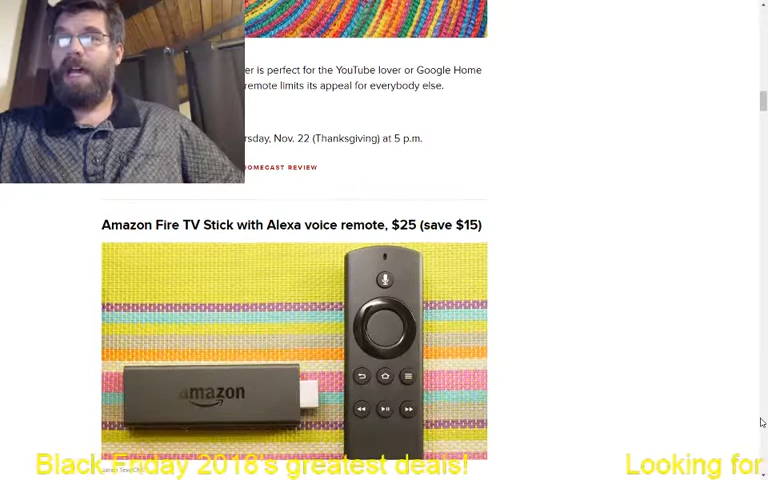 er is perfect for the YouTube lover or Google Home
remote limits its appeal for everybody else.
rsday, Nov. 22 (Thanksgiving) at 5 p.m.
HOMECAST REVIEW
Amazon Fire TV Stick with Alexa voice remote, $25 (save $15)
amazon
Black Friday 2018's greatest deals!
Looking for